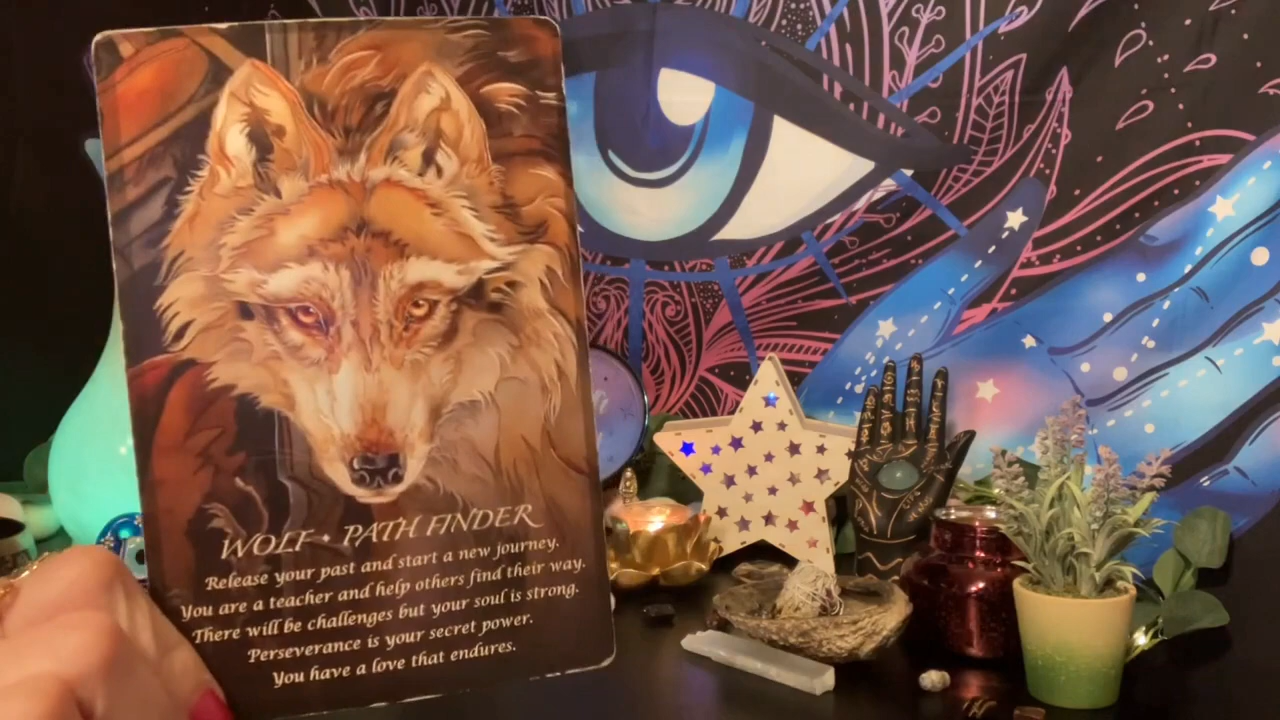 WOLF • PATH FINDER
Release your past and start a new journey.
You are a teacher and help others find their way.
There will be challenges but your soul is strong.
Perseverance is your secret power.
You have a love that endures.